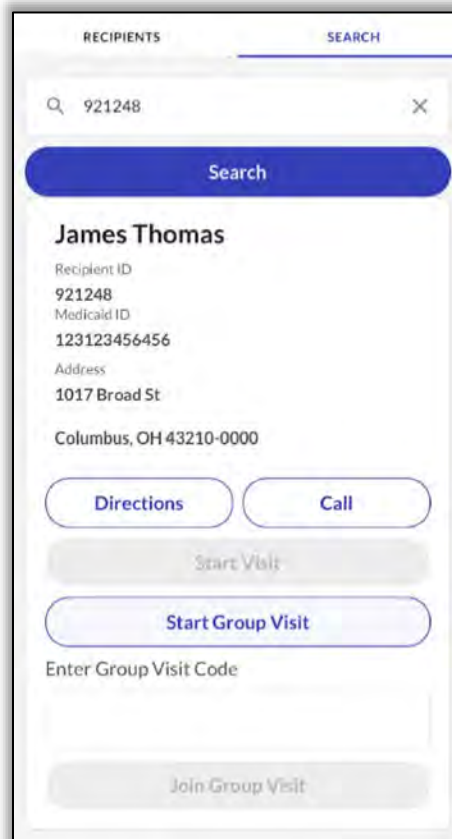 RECIPIENTS SEARCH
921248
Search
James Thomas
Recipient ID
921248
Medicaid ID
123123456456
Address
1017 Broad St
Columbus, OH 43210-0000
Directions Call
Start Visit
Start Group Visit
Enter Group Visit Code
Join Group Visit